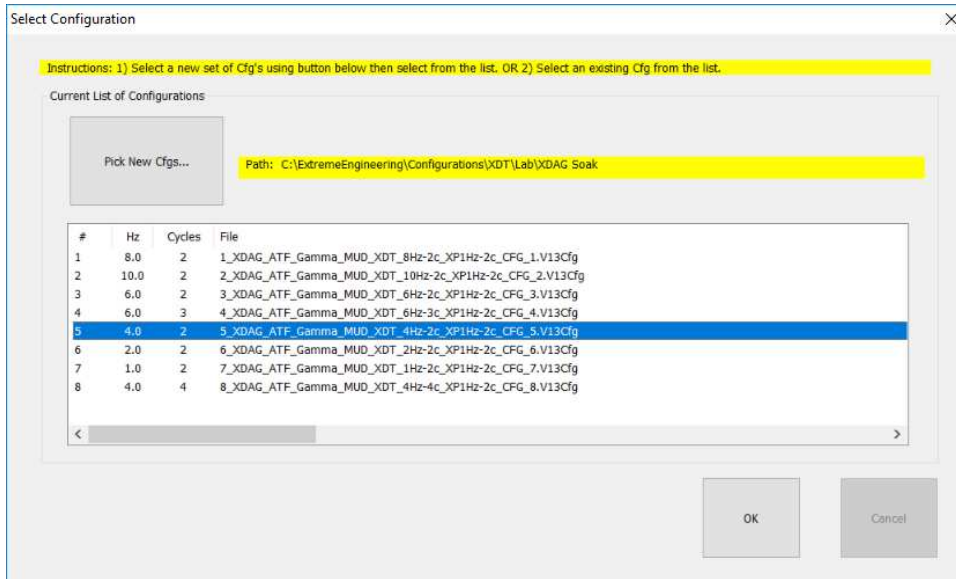 Select Configuration
Instructions: 1) Select a new set of Cfg's using button below then select from the list. OR 2) Select an existing Cfg from the list.
Current List of Configurations
Pick New Cfgs...
Path: C:\ExtremeEngineering\Configurations\XDT\Lab\XDAG Soak
# Hz Cycles File
1 8.0 2 1_XDAG_ATF_Gamma_MUD_XDT_8Hz-2c_XP1Hz-2c_CFG_1.V13Cfg
2 10.0 2 2_XDAG_ATF_Gamma_MUD_XDT_10Hz-2c_XP1Hz-2c_CFG_2.V13Cfg
3 6.0 2 3_XDAG_ATF_Gamma_MUD_XDT_6Hz-2c_XP1Hz-2c_CFG_3.V13Cfg
4 6.0 3 4_XDAG_ATF_Gamma_MUD_XDT_6Hz-3c_XP1Hz-2c_CFG_4.V13Cfg
5 4.0 2 5_XDAG_ATF_Gamma_MUD_XDT_4Hz-2c_XP1Hz-2c_CFG_5.V13Cfg
6 2.0 2 6_XDAG_ATF_Gamma_MUD_XDT_2Hz-2c_XP1Hz-2c_CFG_6.V13Cfg
7 1.0 2 7_XDAG_ATF_Gamma_MUD_XDT_1Hz-2c_XP1Hz-2c_CFG_7.V13Cfg
8 4.0 4 8_XDAG_ATF_Gamma_MUD_XDT_4Hz-4c_XP1Hz-2c_CFG_8.V13Cfg
OK Cancel